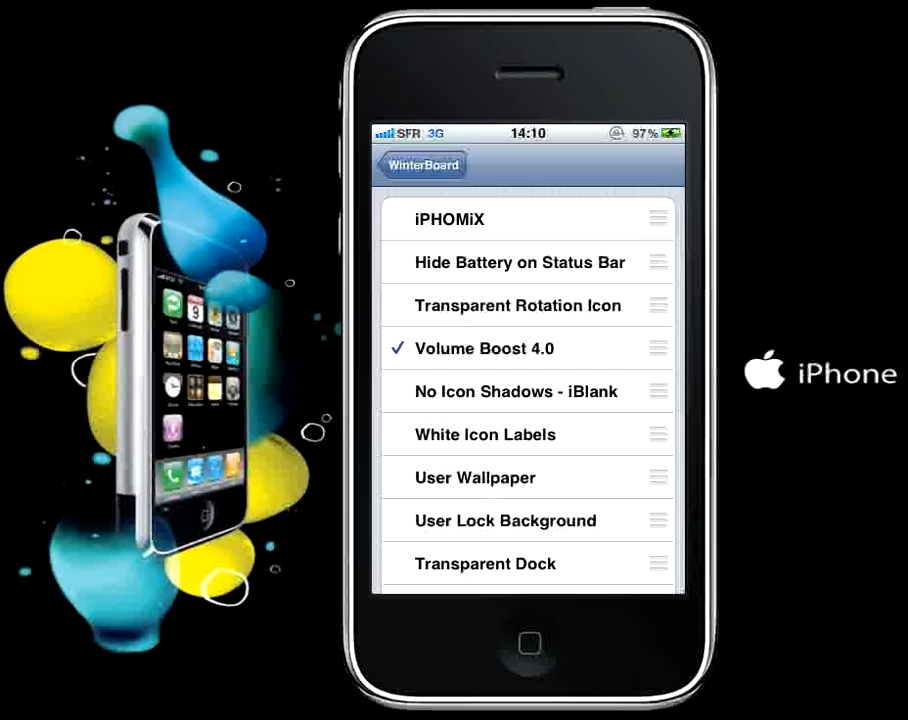 SFR 3G 14:10 97%
WinterBoard
iPHOMiX
Hide Battery on Status Bar
Transparent Rotation Icon
Volume Boost 4.0
No Icon Shadows - iBlank
White Icon Labels
User Wallpaper
User Lock Background
Transparent Dock
iPhone
9